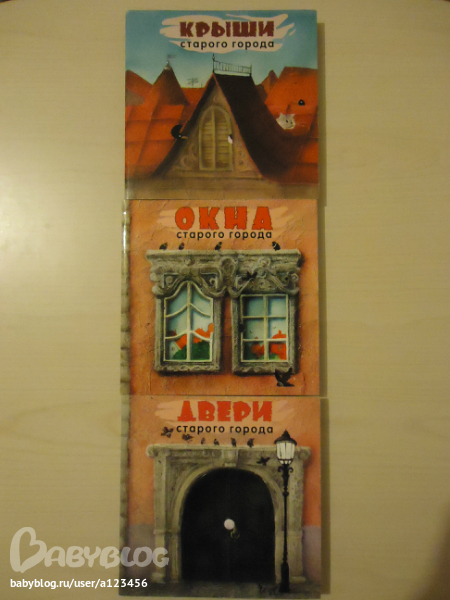 КРЫШИ
старого города
ОКНА
старого города
ДВЕРИ
старого города
BABYBLOG
babyblog.ru/user/a123456